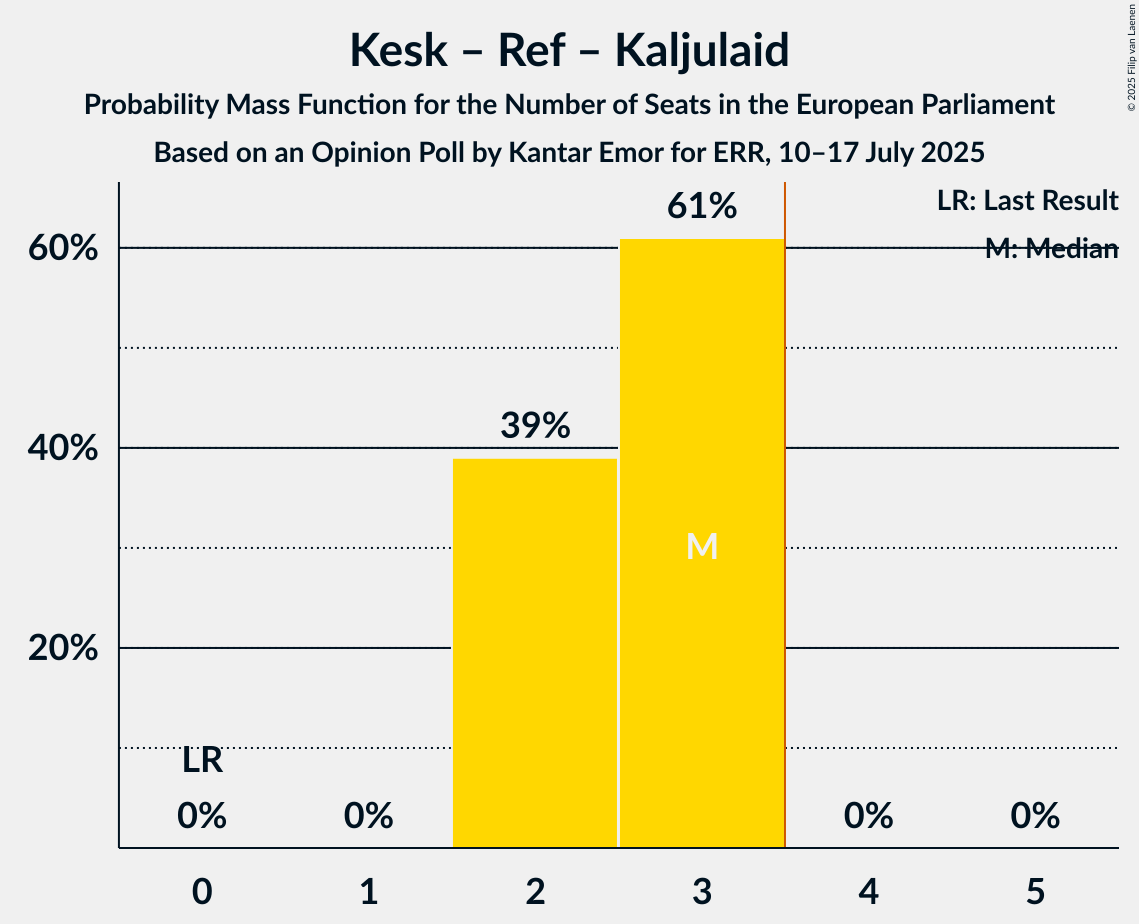 Kesk – Ref – Kaljulaid
Probability Mass Function for the Number of Seats in the European Parliament
Based on an Opinion Poll by Kantar Emor for ERR, 10–17 July 2025
© 2025 Filip van Laenen
LR: Last Result
M: Median
60%
40%
20%
61%
39%
M
LR
0%
0%
0%
0%
0
1
2
3
4
5